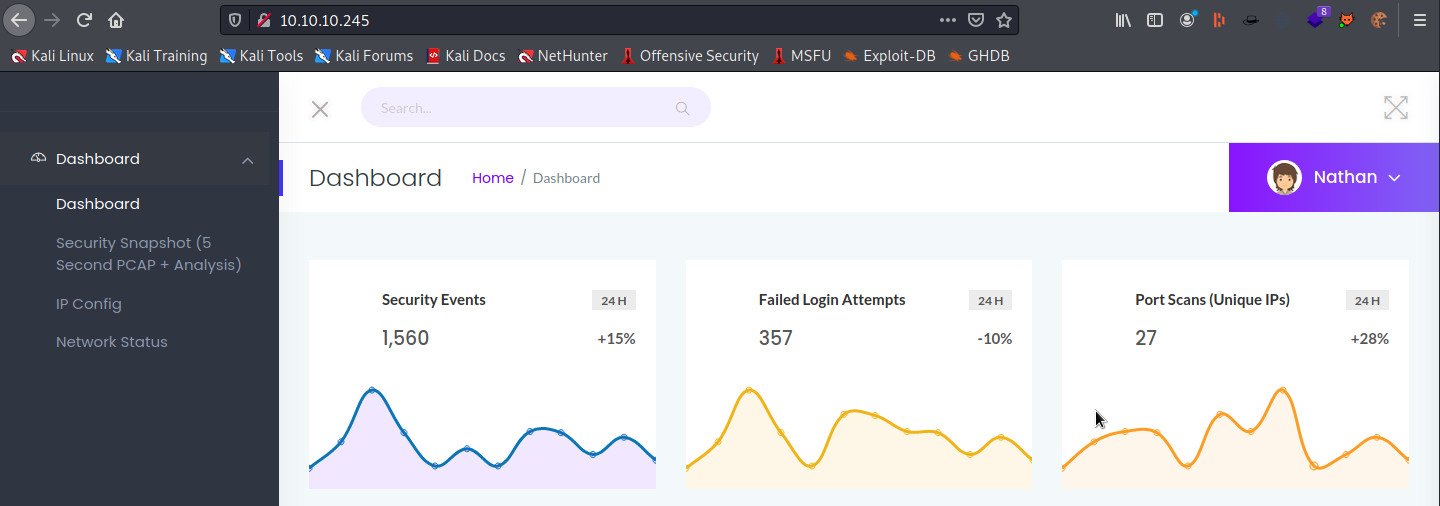 10.10.10.245
8
Kali Linux Kali Training Kali Tools Kali Forums Kali Docs NetHunter Offensive Security MSFU Exploit-DB GHDB
Search...
Dashboard
Dashboard
Security Snapshot (5
Second PCAP + Analysis)
IP Config
Network Status
Dashboard Home / Dashboard
Nathan
Security Events 24 H
1,560 +15%
Failed Login Attempts 24 H
357 -10%
Port Scans (Unique IPs) 24 H
27 +28%